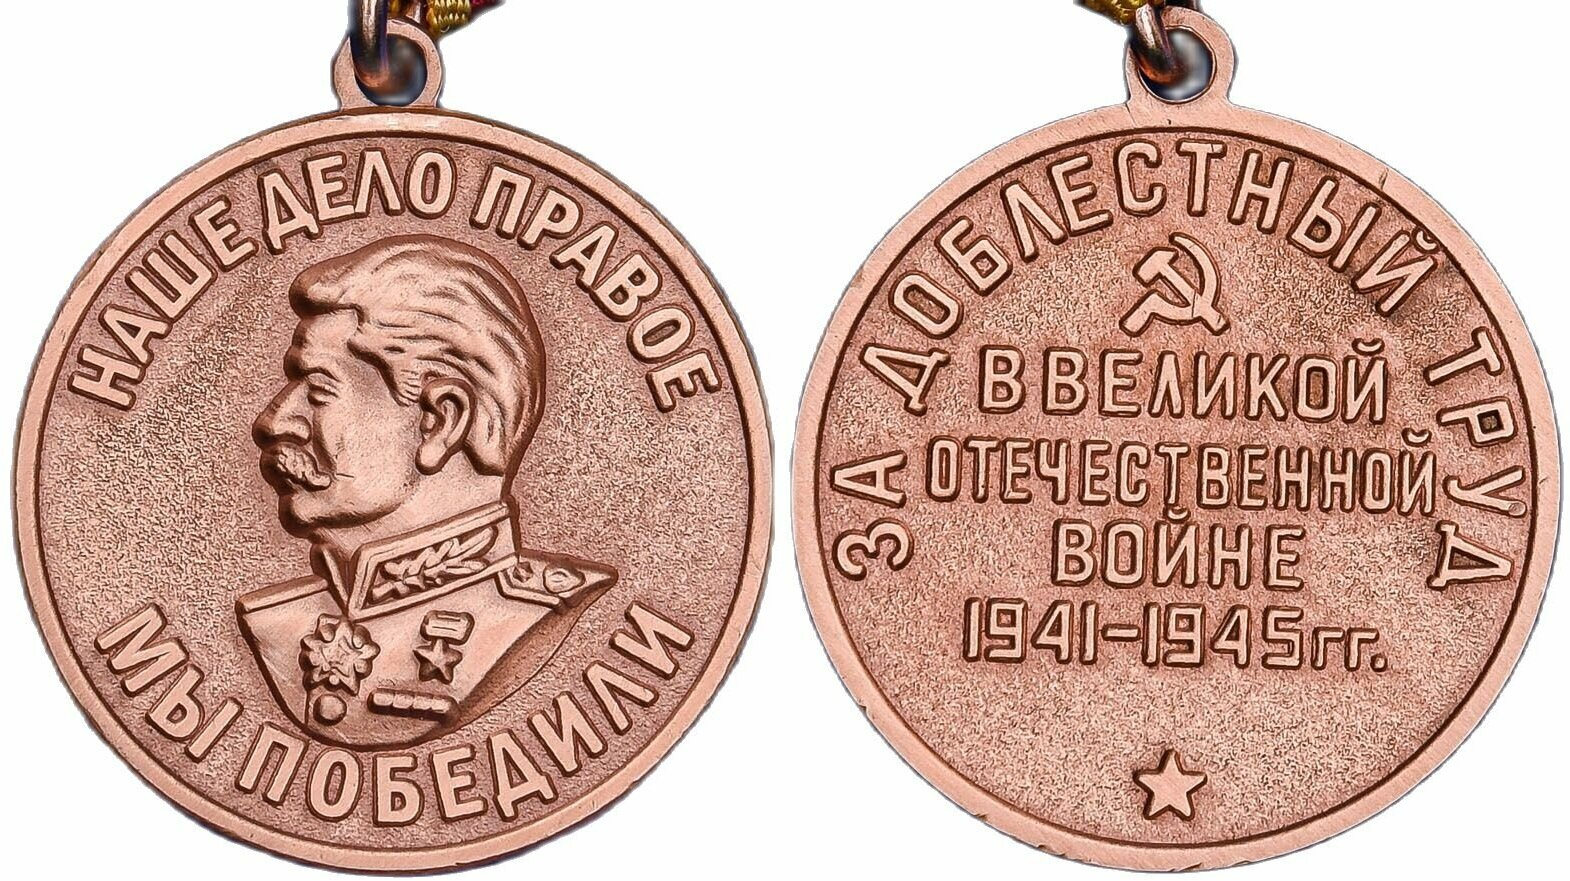 НАШЕ ДЕЛО ПРАВОЕ
МЫ ПОБЕДИЛИ
ЗА ДОБЛЕСТНЫЙ ТРУД
В ВЕЛИКОЙ
ОТЕЧЕСТВЕННОЙ
ВОЙНЕ
1941-1945гг.